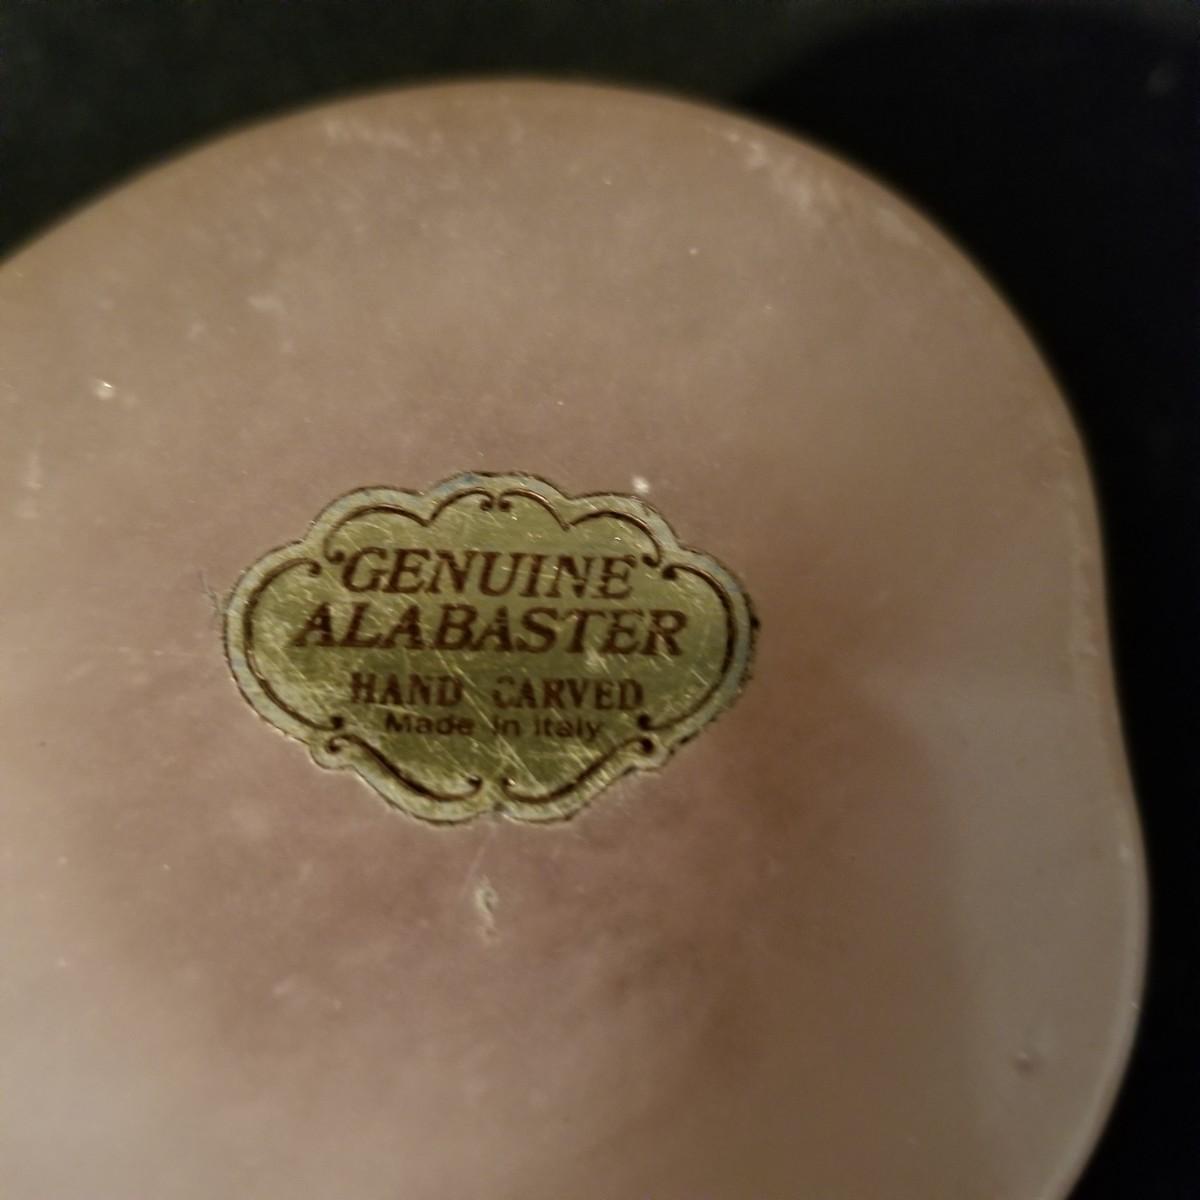 GENUINE
ALABASTER
HAND CARVED
Made in Italy